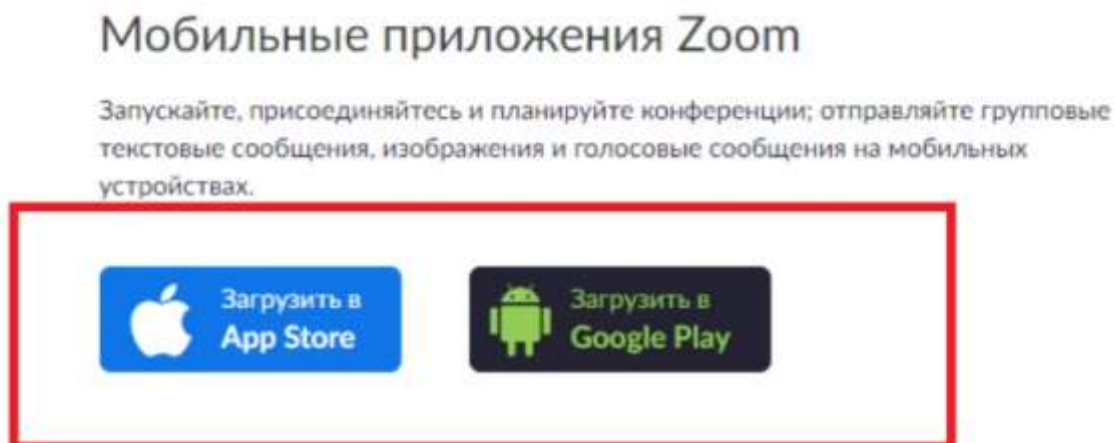 Мобильные приложения Zoom
Запускайте, присоединяйтесь и планируйте конференции; отправляйте групповые
текстовые сообщения, изображения и голосовые сообщения на мобильных
устройствах.
Загрузить в
App Store
Загрузить в
Google Play